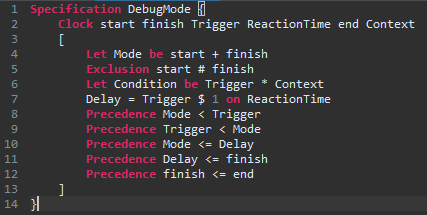 1 Specification DebugMode {
2 Clock start finish Trigger ReactionTime end Context
3 [
4 Let Mode be start + finish
5 Exclusion start # finish
6 Let Condition be Trigger * Context
7 Delay = Trigger $ 1 on ReactionTime
8 Precedence Mode < Trigger
9 Precedence Trigger < Mode
10 Precedence Mode <= Delay
11 Precedence Delay <= finish
12 Precedence finish <= end
13 ]
14 }